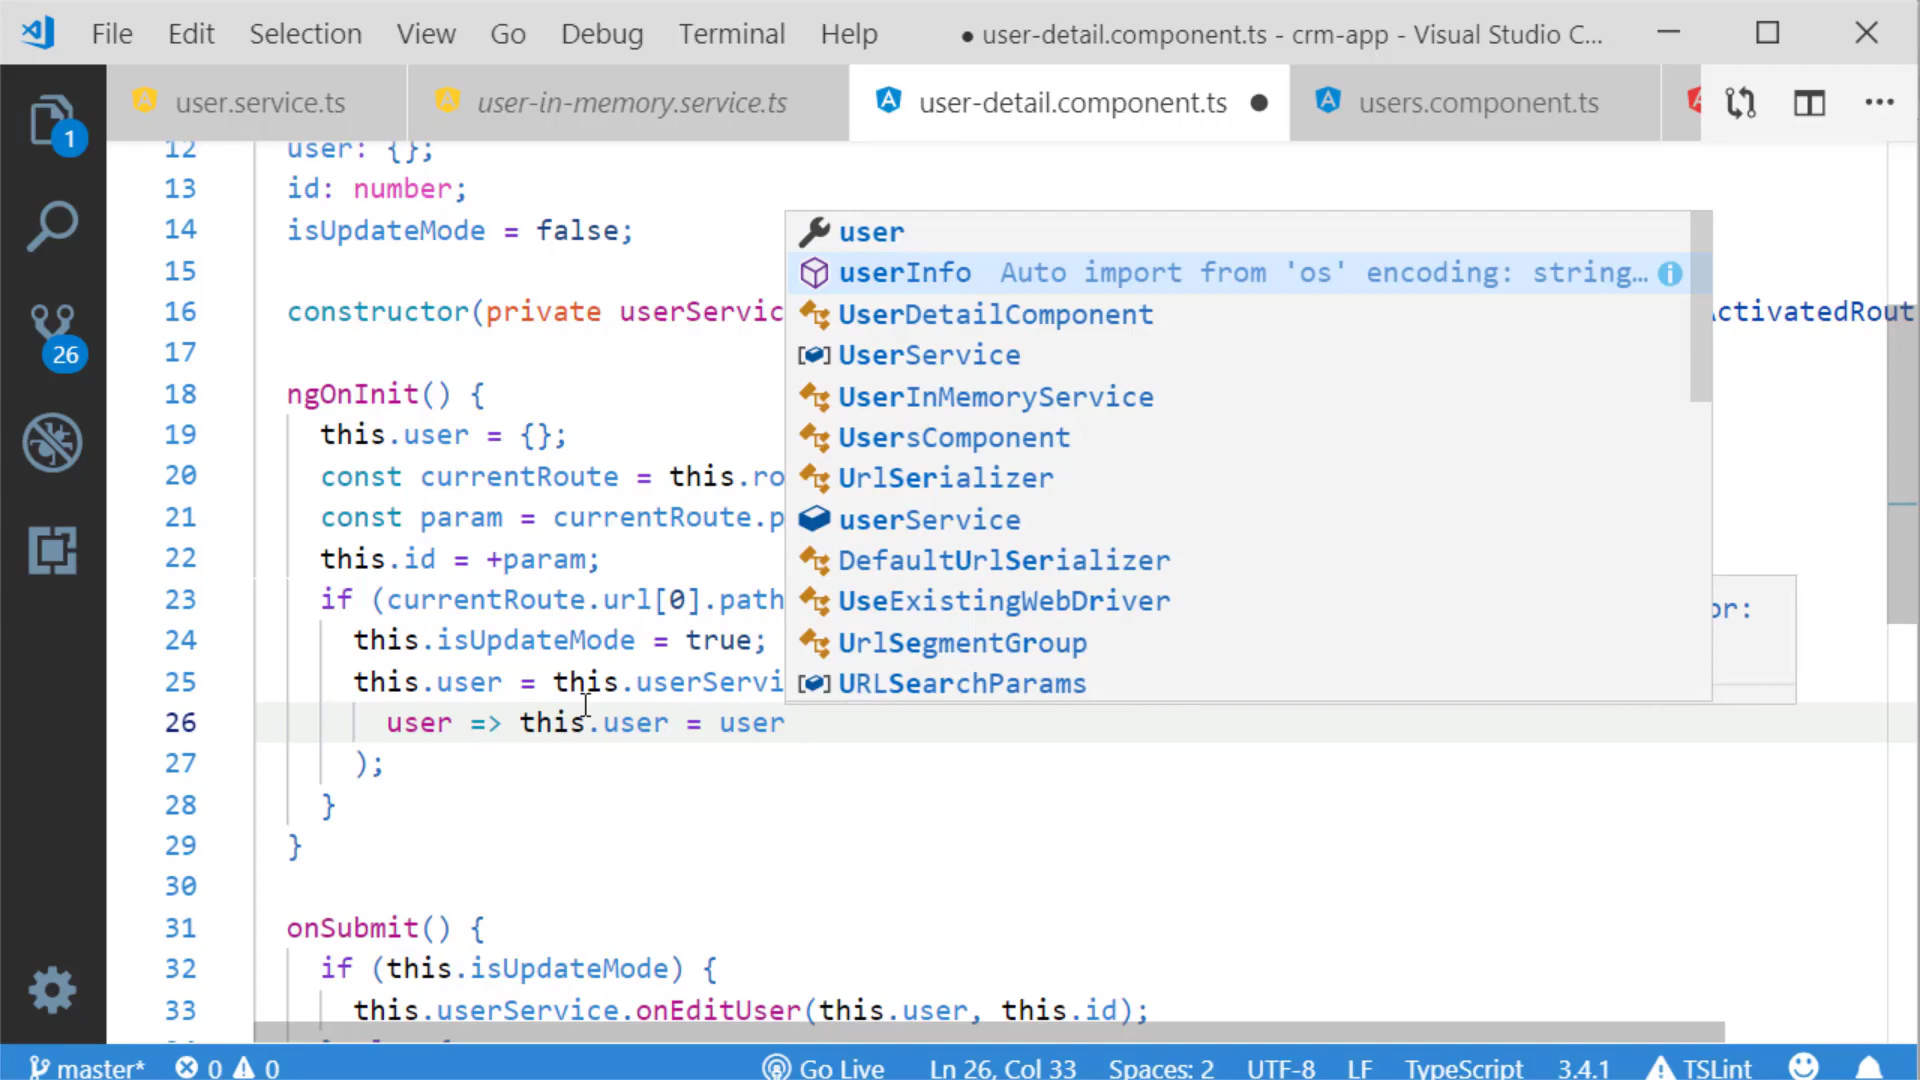 File Edit Selection View Go Debug Terminal Help ● user-detail.component.ts - crm-app - Visual Studio C...
user.service.ts user-in-memory.service.ts user-detail.component.ts ● users.component.ts
1
26
12 user: {};
13 id: number;
14 isUpdateMode = false;
15
16 constructor(private userServic ActivatedRout
17
18 ngOnInit() {
19 this.user = {};
20 const currentRoute = this.ro
21 const param = currentRoute.p
22 this.id = +param;
23 if (currentRoute.url[0].path
24 this.isUpdateMode = true;
25 this.user = this.userServi
26 user => this.user = user
27 );
28 }
29 }
30
31 onSubmit() {
32 if (this.isUpdateMode) {
33 this.userService.onEditUser(this.user, this.id);
user
userInfo Auto import from 'os' encoding: string…
UserDetailComponent
UserService
UserInMemoryService
UsersComponent
UrlSerializer
userService
DefaultUrlSerializer
UseExistingWebDriver
UrlSegmentGroup
URLSearchParams
or:
master* 0 0 Go Live Ln 26, Col 33 Spaces: 2 UTF-8 LF TypeScript 3.4.1 TSLint